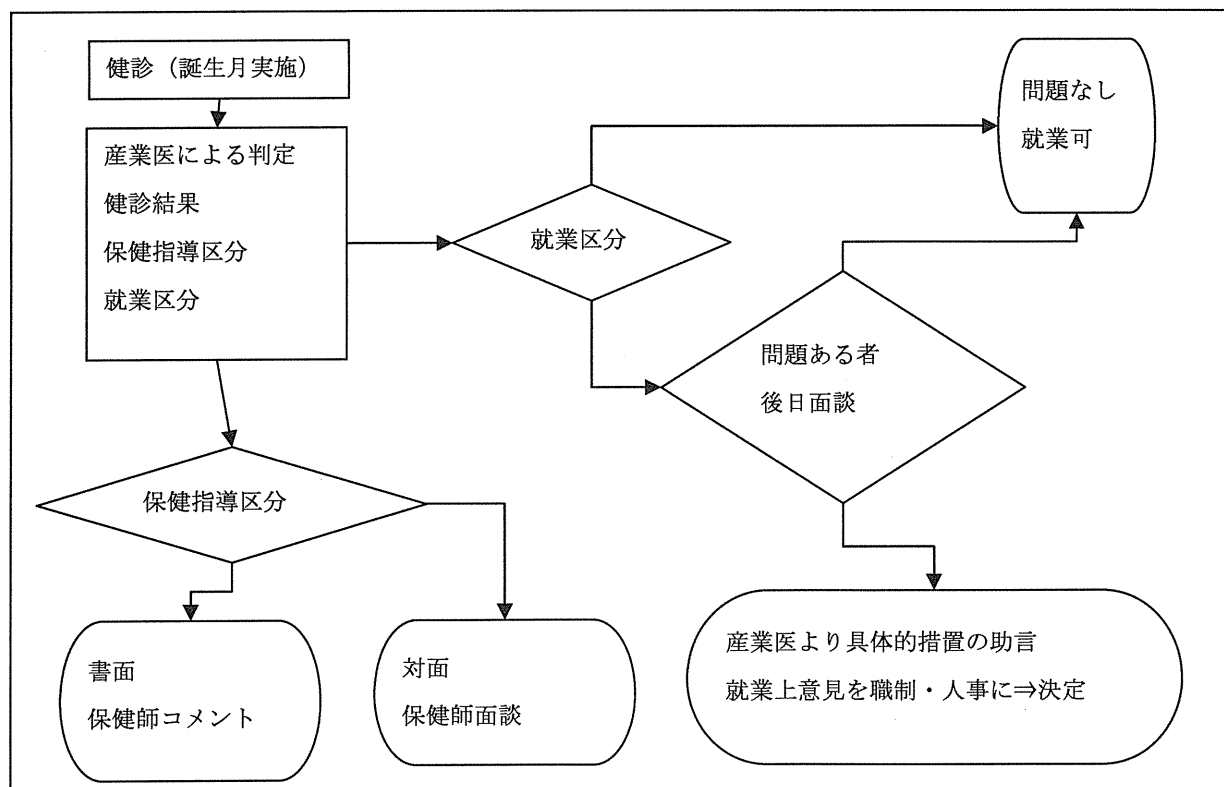 健診（誕生月実施）
産業医による判定
健診結果
保健指導区分
就業区分
就業区分
問題なし
就業可
問題ある者
後日面談
保健指導区分
書面
保健師コメント
対面
保健師面談
産業医より具体的措置の助言
就業上意見を職制・人事に⇒決定